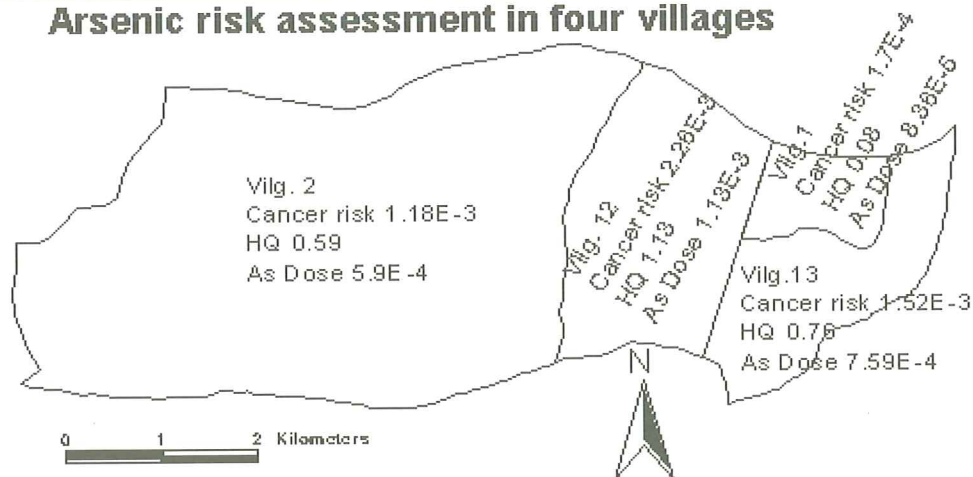 Arsenic risk assessment in four villages
Vilg. 2
Cancer risk 1.18E-3
HQ 0.59
As Dose 5.9E-4
Vilg. 12
Cancer risk 2.26E-3
HQ 1.13
As Dose 1.13E-3
Vilg.1
Cancer risk 1.7E-4
HQ 0.08
As Dose
Vilg.13
Cancer risk 1.52E-3
HQ 0.76
As Dose 7.59E-4
N
0 1 2 Kilometers